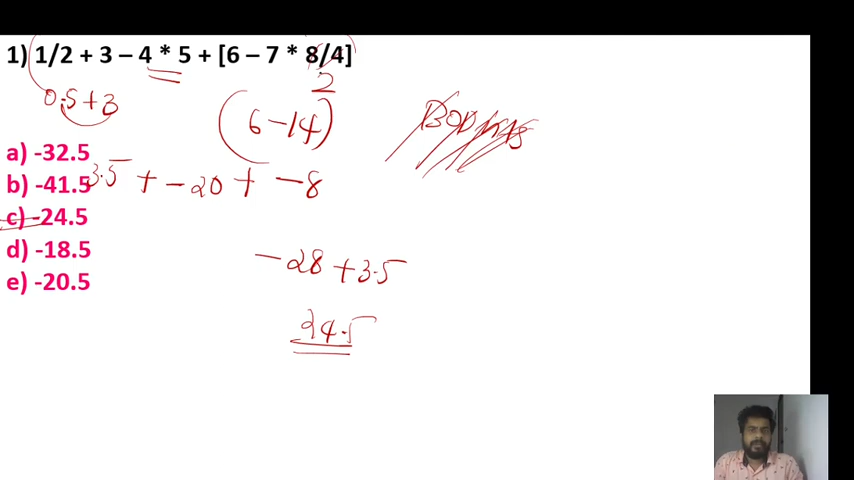 1) 1/2 + 3 – 4 * 5 + [6 – 7 * 8/4]
2
0.5+3
(6-14)
BODMAS
a) -32.5
b) -41.5
3.5 + -20 + -8
c) -24.5
d) -18.5
-28 +3.5
e) -20.5
24.5